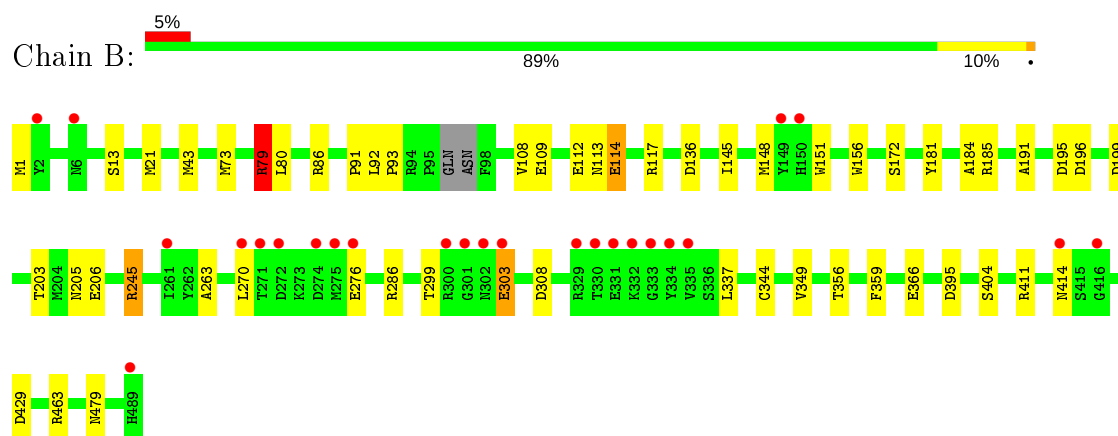 5%
Chain B:
89% 10% •
M1 Y2 N6 S13 M21 M43 M73 R79 L80 R86 P91 L92 P93 R94 P95 GLN ASN F98 V108 E109 E112 N113 E114 R117 D136 I145 M148 Y149 H150 W151 W156 S172 Y181 A184 R185 A191 D195 D196 D199
T203 M204 N205 E206 R245 I261 Y262 A263 L270 T271 D272 K273 D274 M275 E276 R286 T299 R300 G301 N302 E303 D308 R329 T330 E331 K332 G333 Y334 V335 S336 L337 C344 V349 T356 F359 E366 D395 S404 R411 N414 S415 G416
D429 R463 N479 H489